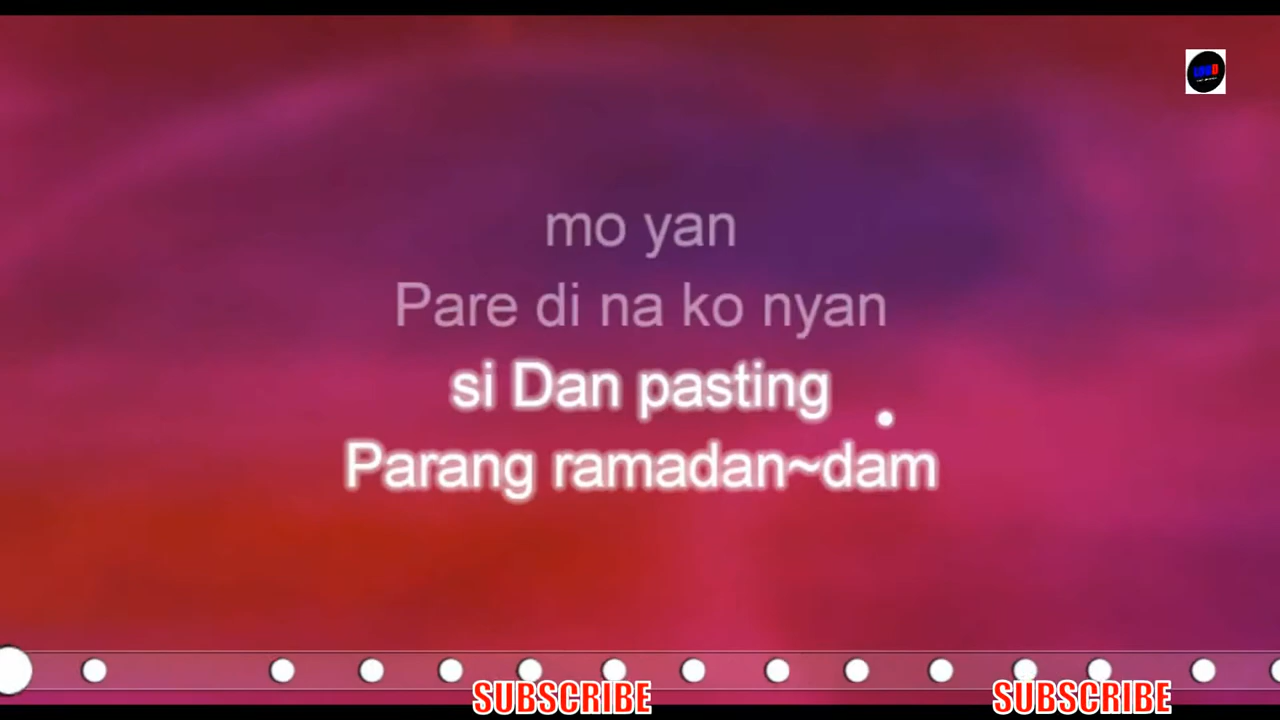 mo yan
Pare di na ko nyan
si Dan pasting
Parang ramadan~dam
SUBSCRIBE SUBSCRIBE